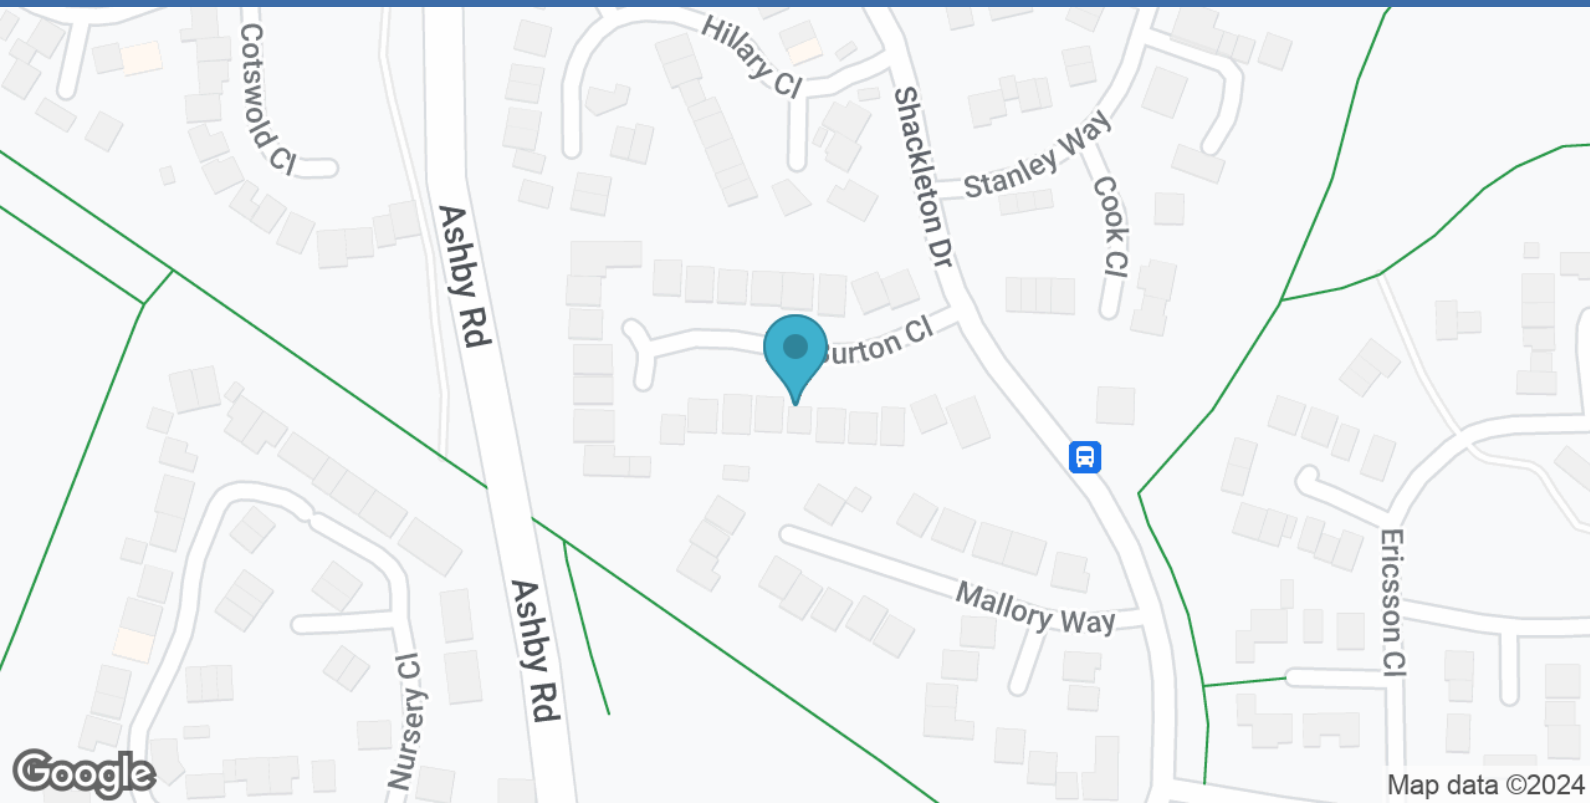 Hillary Cl
Cotswold Cl
Shackleton Dr
Stanley Way
Cook Cl
Ashby Rd
Burton Cl
Mallory Way
Ericsson Cl
Ashby Rd
Nursery Cl
Google
Map data ©2024